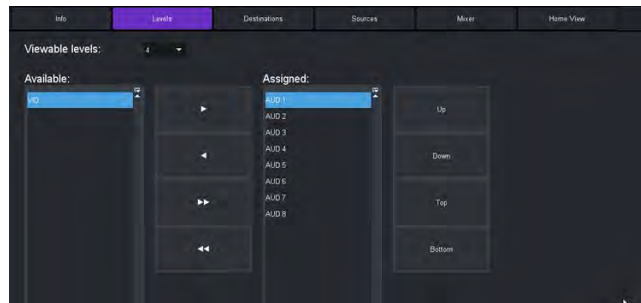 Info Levels Destinations Sources Mixer Home View
Viewable levels: 4
Available: Assigned:
VID
AUD 1
AUD 2
AUD 3
AUD 4
AUD 5
AUD 6
AUD 7
AUD 8
Up
Down
Top
Bottom